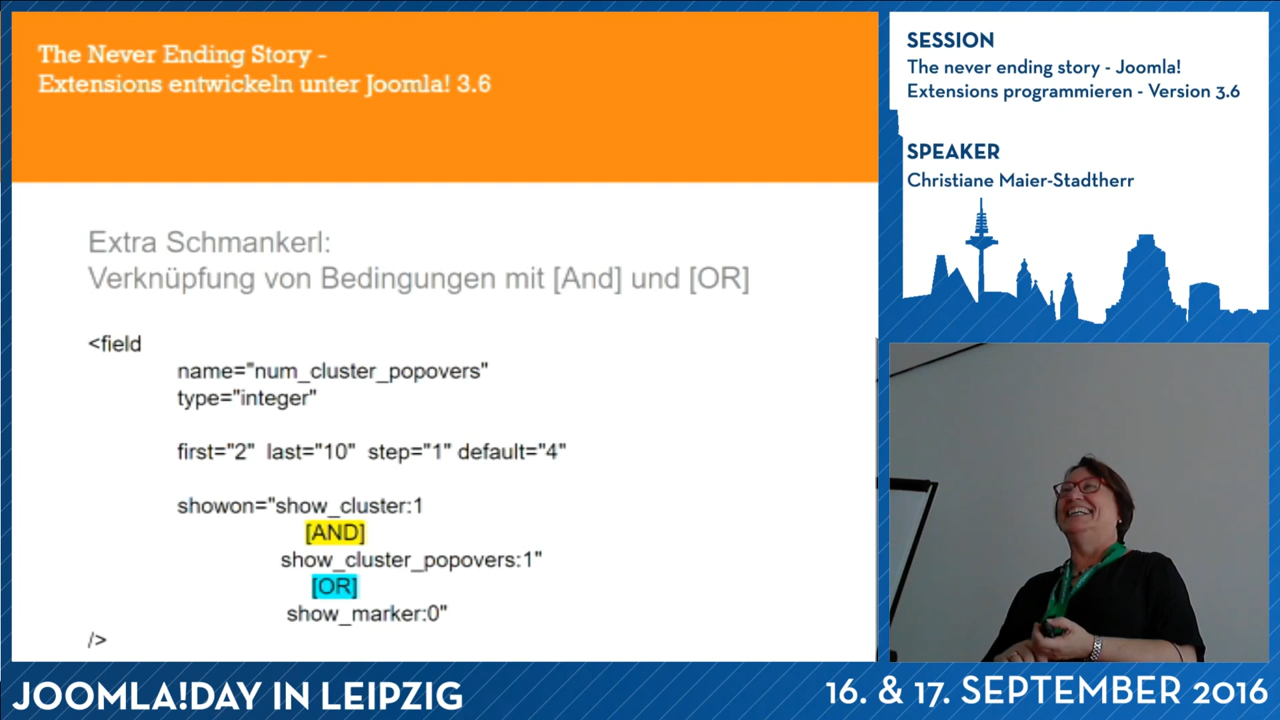 The Never Ending Story -
Extensions entwickeln unter Joomla! 3.6
Extra Schmankerl:
Verknüpfung von Bedingungen mit [And] und [OR]
<field
name="num_cluster_popovers"
type="integer"
first="2" last="10" step="1" default="4"
showon="show_cluster:1
[AND]
show_cluster_popovers:1"
[OR]
show_marker:0"
/>
SESSION
The never ending story - Joomla!
Extensions programmieren - Version 3.6
SPEAKER
Christiane Maier-Stadtherr
JOOMLA!DAY IN LEIPZIG
16. & 17. SEPTEMBER 2016